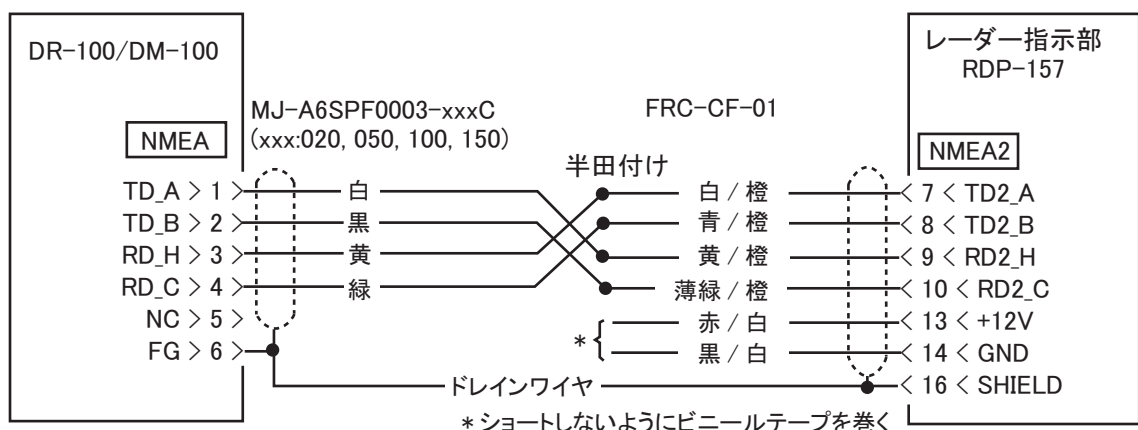 DR-100/DM-100
レーダー指示部
RDP-157
MJ-A6SPF0003-xxxC
(xxx:020, 050, 100, 150)
FRC-CF-01
NMEA
NMEA2
半田付け
TD_A > 1 > 白 白 / 橙 < 7 < TD2_A
TD_B > 2 > 黒 青 / 橙 < 8 < TD2_B
RD_H > 3 > 黄 黄 / 橙 < 9 < RD2_H
RD_C > 4 > 緑 薄緑 / 橙 < 10 < RD2_C
NC > 5 > * { 赤 / 白 < 13 < +12V
FG > 6 > 黒 / 白 < 14 < GND
ドレインワイヤ < 16 < SHIELD
* ショートしないようにビニールテープを巻く